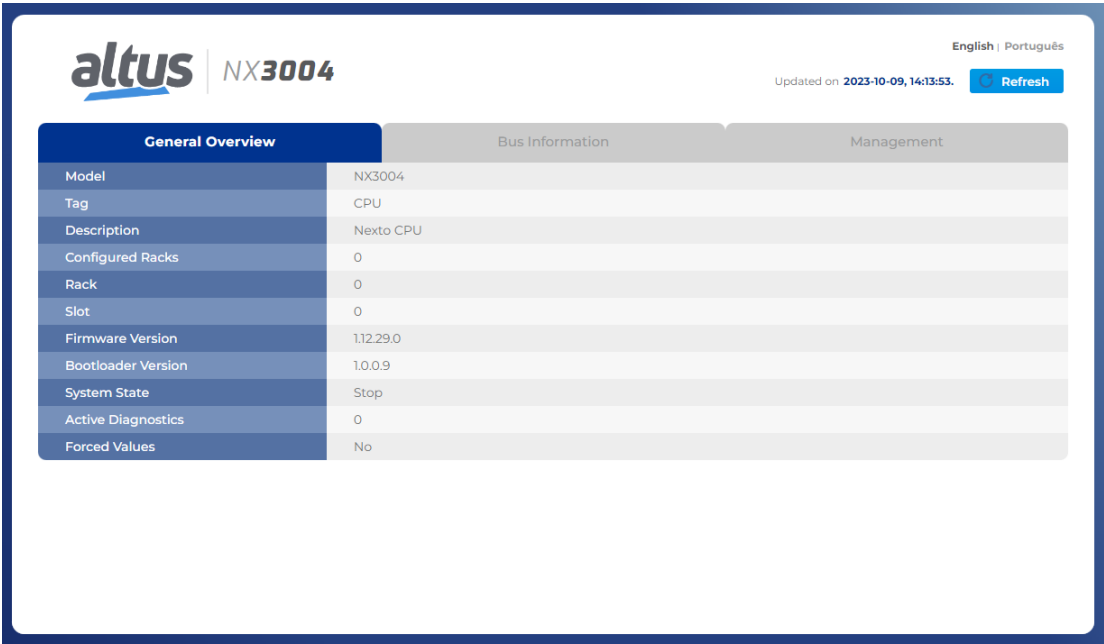 English | Português
altus | NX3004
Updated on 2023-10-09, 14:13:53. Refresh
General Overview Bus Information Management
Model NX3004
Tag CPU
Description Nexto CPU
Configured Racks 0
Rack 0
Slot 0
Firmware Version 1.12.29.0
Bootloader Version 1.0.0.9
System State Stop
Active Diagnostics 0
Forced Values No